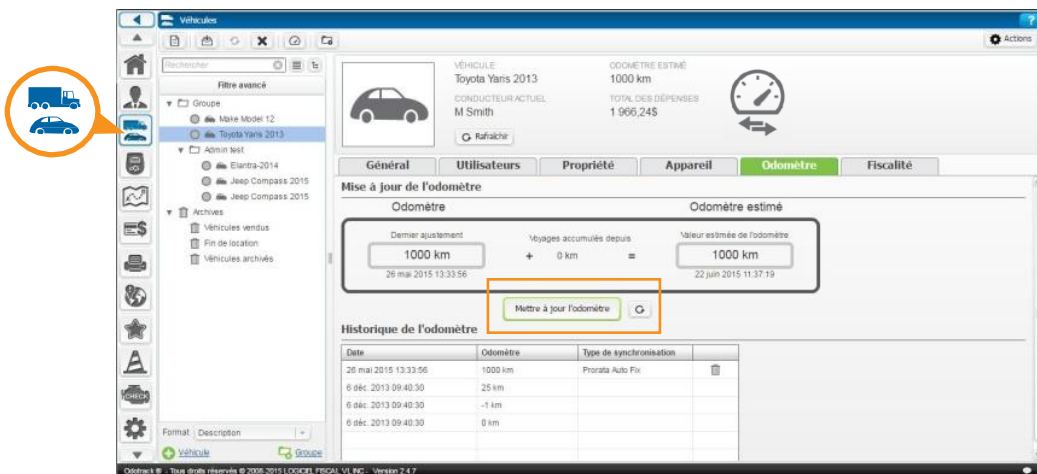 Véhicules
?
Actions
Rechercher
Filtre avancé
Groupe
Make Model 12
Toyota Yaris 2013
Admin test
Elantra-2014
Jeep Compass 2015
Jeep Compass 2015
Archives
Véhicules vendus
Fin de location
Véhicules archivés
Format Description
Véhicule Groupe
VÉHICULE ODOMÈTRE ESTIMÉ
Toyota Yaris 2013 1000 km
CONDUCTEUR ACTUEL TOTAL DES DÉPENSES
M Smith 1 966,24$
Rafraîchir
Général Utilisateurs Propriété Appareil Odomètre Fiscalité
Mise à jour de l'odomètre
Odomètre Odomètre estimé
Dernier ajustement Voyages accumulés depuis Valeur estimée de l'odomètre
1000 km + 0 km = 1000 km
26 mai 2015 13:33:56 22 juin 2015 11:37:19
Mettre à jour l'odomètre
Historique de l'odomètre
Date Odomètre Type de synchronisation
26 mai 2015 13:33:56 1000 km Prorata Auto Fix
6 déc. 2013 09:40:30 25 km
6 déc. 2013 09:40:30 -1 km
6 déc. 2013 09:40:30 0 km
CHECK
Odotrack ® - Tous droits réservés © 2008-2015 LOGICIEL FISCAL VL INC - Version 2.4.7